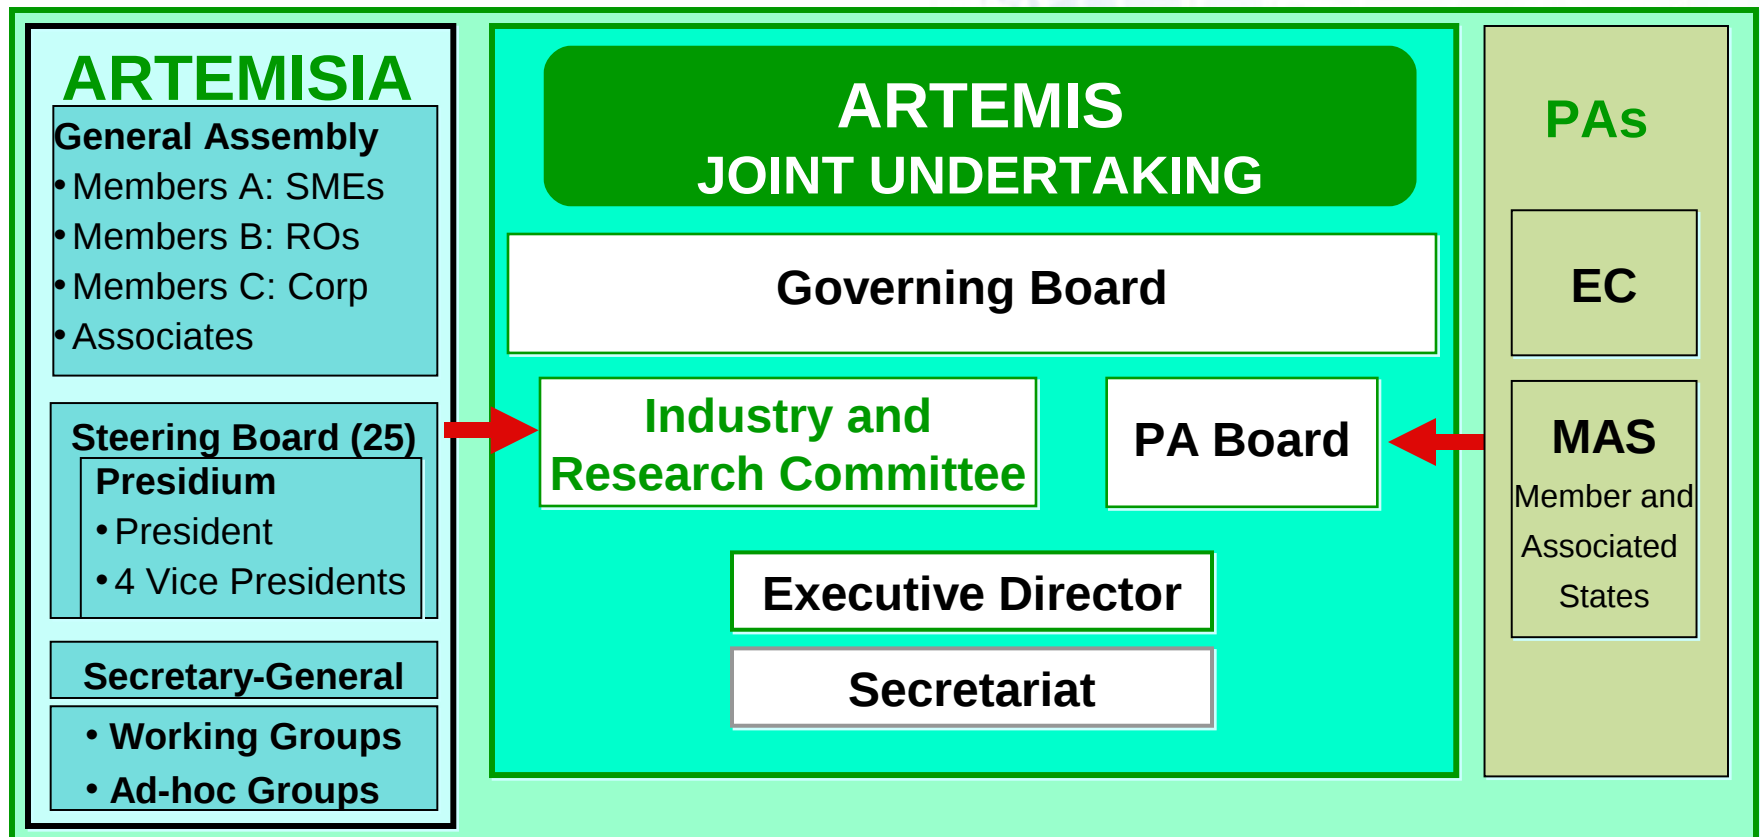 ARTEMISIA
General Assembly
• Members A: SMEs
• Members B: ROs
• Members C: Corp
• Associates
Steering Board (25)
Presidium
• President
• 4 Vice Presidents
Secretary-General
• Working Groups
• Ad-hoc Groups
ARTEMIS
JOINT UNDERTAKING
Governing Board
Industry and
Research Committee
PA Board
Executive Director
Secretariat
PAs
EC
MAS
Member and
Associated
States